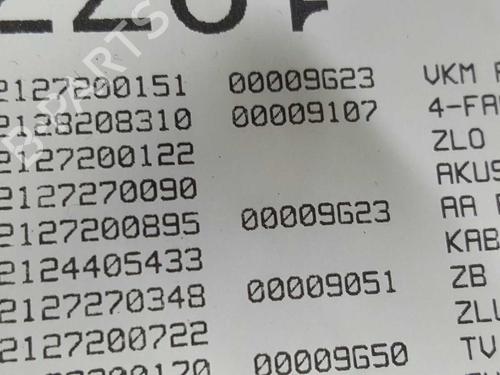 2127200151 00009G23 VKM
2128208310 00009107 4-FA
2127200122 ZLO
2127270090 AKUS
2127200895 00009G23 AA
2124405433 KAB
2127270348 00009051 ZB
2127200722 ZLU
00009G50 TV